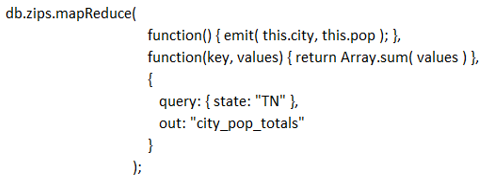 db.zips.mapReduce(
function() { emit( this.city, this.pop ); },
function(key, values) { return Array.sum( values ) },
{
query: { state: "TN" },
out: "city_pop_totals"
}
);